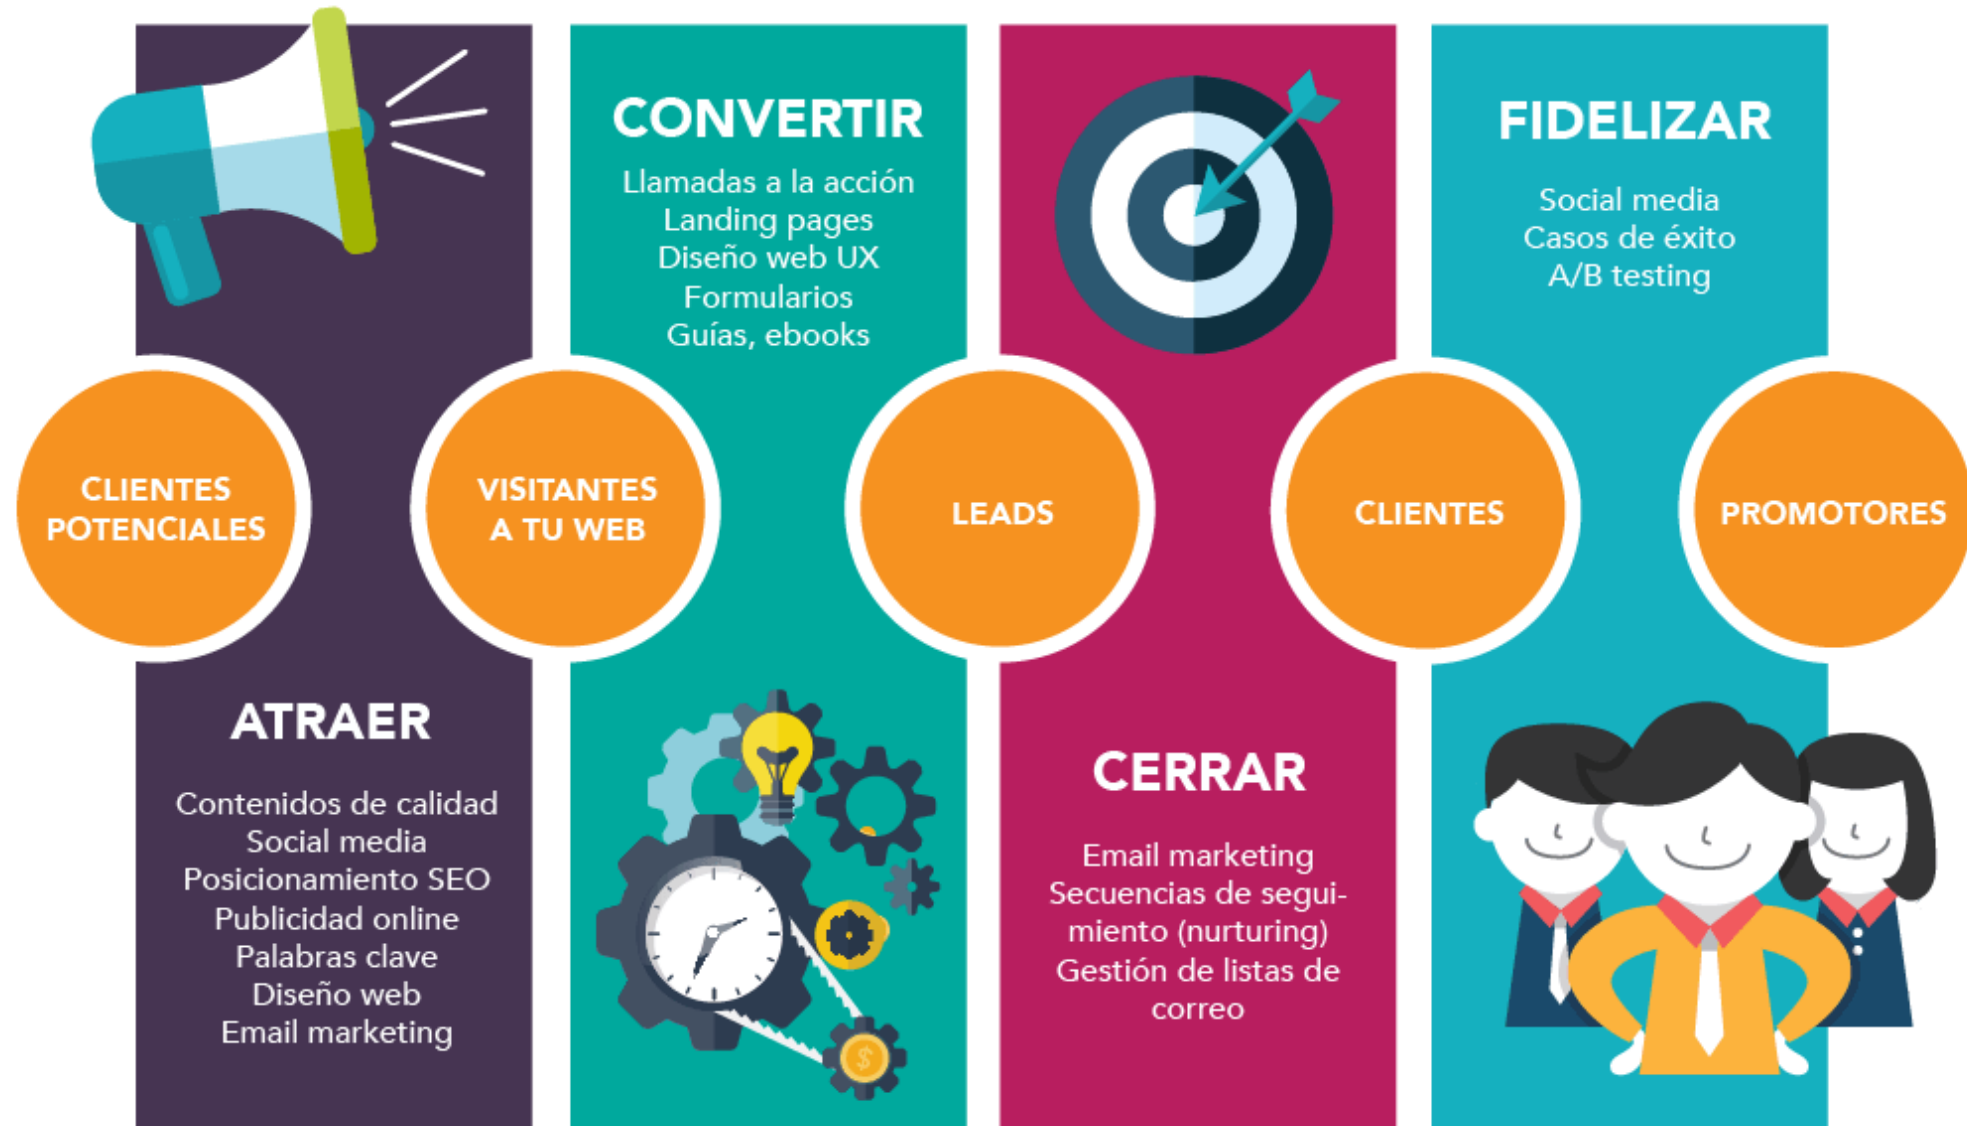 CONVERTIR
Llamadas a la acción
Landing pages
Diseño web UX
Formularios
Guías, ebooks
FIDELIZAR
Social media
Casos de éxito
A/B testing
CLIENTES
POTENCIALES
VISITANTES
A TU WEB
LEADS
CLIENTES
PROMOTORES
ATRAER
Contenidos de calidad
Social media
Posicionamiento SEO
Publicidad online
Palabras clave
Diseño web
Email marketing
$
CERRAR
Email marketing
Secuencias de segui-
miento (nurturing)
Gestión de listas de
correo